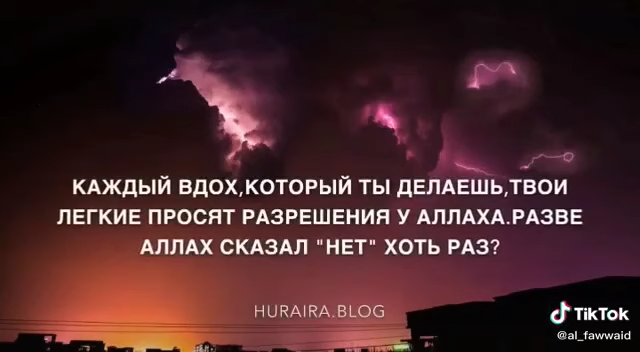 КАЖДЫЙ ВДОХ,КОТОРЫЙ ТЫ ДЕЛАЕШЬ,ТВОИ
ЛЕГКИЕ ПРОСЯТ РАЗРЕШЕНИЯ У АЛЛАХА.РАЗВЕ
АЛЛАХ СКАЗАЛ "НЕТ" ХОТЬ РАЗ?
HURAIRA.BLOG
TikTok
@al_fawwaid